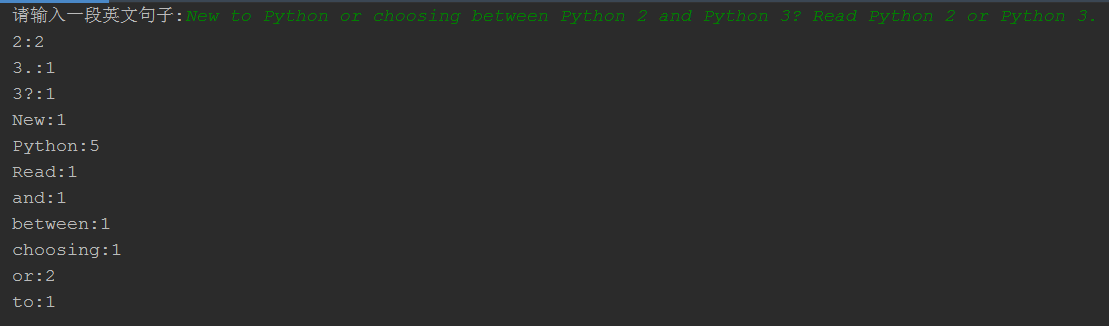 请输入一段英文句子:New to Python or choosing between Python 2 and Python 3? Read Python 2 or Python 3.
2:2
3.:1
3?:1
New:1
Python:5
Read:1
and:1
between:1
choosing:1
or:2
to:1